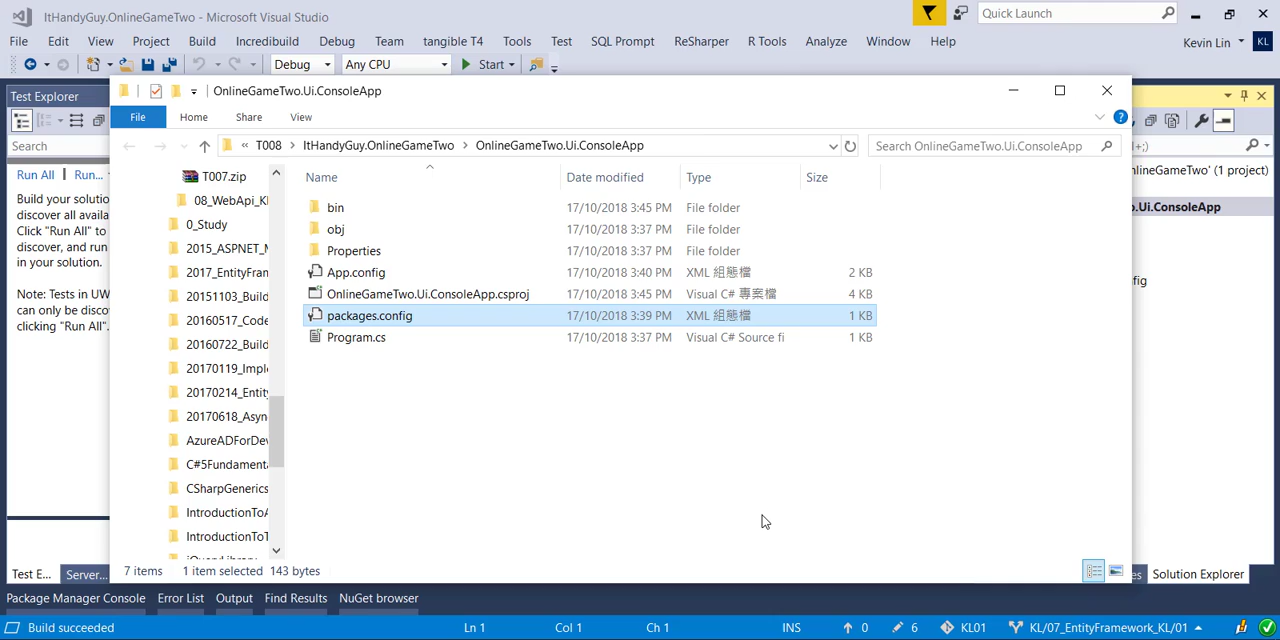 ItHandyGuy.OnlineGameTwo - Microsoft Visual Studio
Quick Launch
File Edit View Project Build Incredibuild Debug Team tangible T4 Tools Test SQL Prompt ReSharper R Tools Analyze Window Help
Kevin Lin KL
Debug Any CPU Start
Test Explorer
Search
Run All | Run...
Build your solutio
discover all availa
Click "Run All" to
discover, and run
in your solution.
Note: Tests in UW
can only be disco
clicking "Run All".
OnlineGameTwo.Ui.ConsoleApp
File Home Share View
« T008 > ItHandyGuy.OnlineGameTwo > OnlineGameTwo.Ui.ConsoleApp
Search OnlineGameTwo.Ui.ConsoleApp
T007.zip
08_WebApi_Kl
0_Study
2015_ASPNET_M
2017_EntityFran
20151103_Build
20160517_Code
20160722_Build
20170119_Imple
20170214_Entity
20170618_Asyn
AzureADForDev
C#5Fundament
CSharpGenerics
IntroductionToA
IntroductionToT
jQueryLibrary
Name Date modified Type Size
bin 17/10/2018 3:45 PM File folder
obj 17/10/2018 3:37 PM File folder
Properties 17/10/2018 3:37 PM File folder
App.config 17/10/2018 3:40 PM XML 組態檔 2 KB
OnlineGameTwo.Ui.ConsoleApp.csproj 17/10/2018 3:45 PM Visual C# 專案檔 4 KB
packages.config 17/10/2018 3:39 PM XML 組態檔 1 KB
Program.cs 17/10/2018 3:37 PM Visual C# Source fi 1 KB
7 items 1 item selected 143 bytes
+;)
nlineGameTwo' (1 project)
o.Ui.ConsoleApp
nfig
Test E... Server...
es Solution Explorer
Package Manager Console Error List Output Find Results NuGet browser
Build succeeded Ln 1 Col 1 Ch 1 INS 0 6 KL01 KL/07_EntityFramework_KL/01